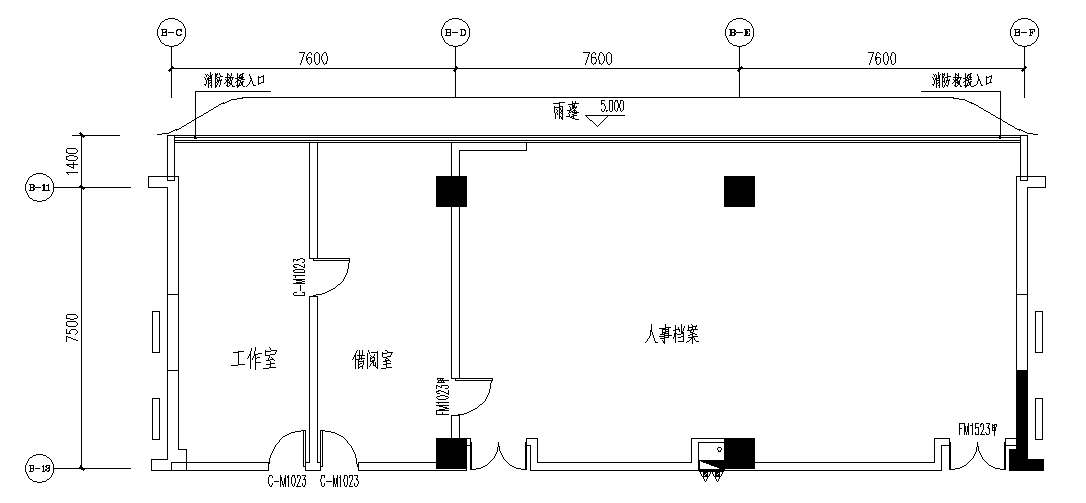 B-C
B-D
B-E
B-F
7600
7600
7600
消防救援入口
消防救援入口
雨蓬
5.000
1400
B-11
C-M1023
7500
工作室
借阅室
人事档案
FM1023甲
FM1523甲
B-13
C-M1023
C-M1023